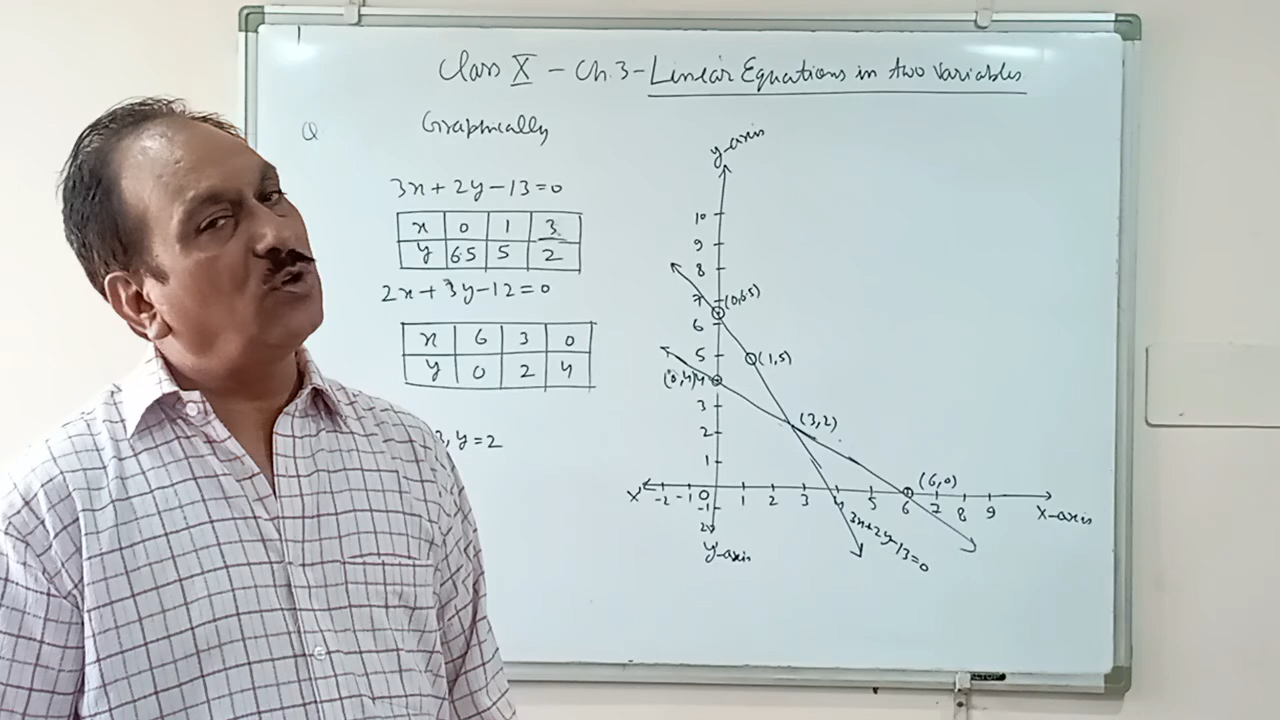 1
Class X - Ch. 3 - Linear Equations in two variables
Q Graphically
3x + 2y - 13 = 0
x 0 1 3
y 6.5 5 2
2x + 3y - 12 = 0
x 6 3 0
y 0 2 4
3, y = 2
y-axis
10
9
8
7 (0,6.5)
6
5 (1,5)
(0,4) 4
3 (3,2)
2
1
(6,0)
X' -2 -1 0 1 2 3 4 5 6 7 8 9 X-axis
-1
-2
3x+2y-13=0
Y'-axis